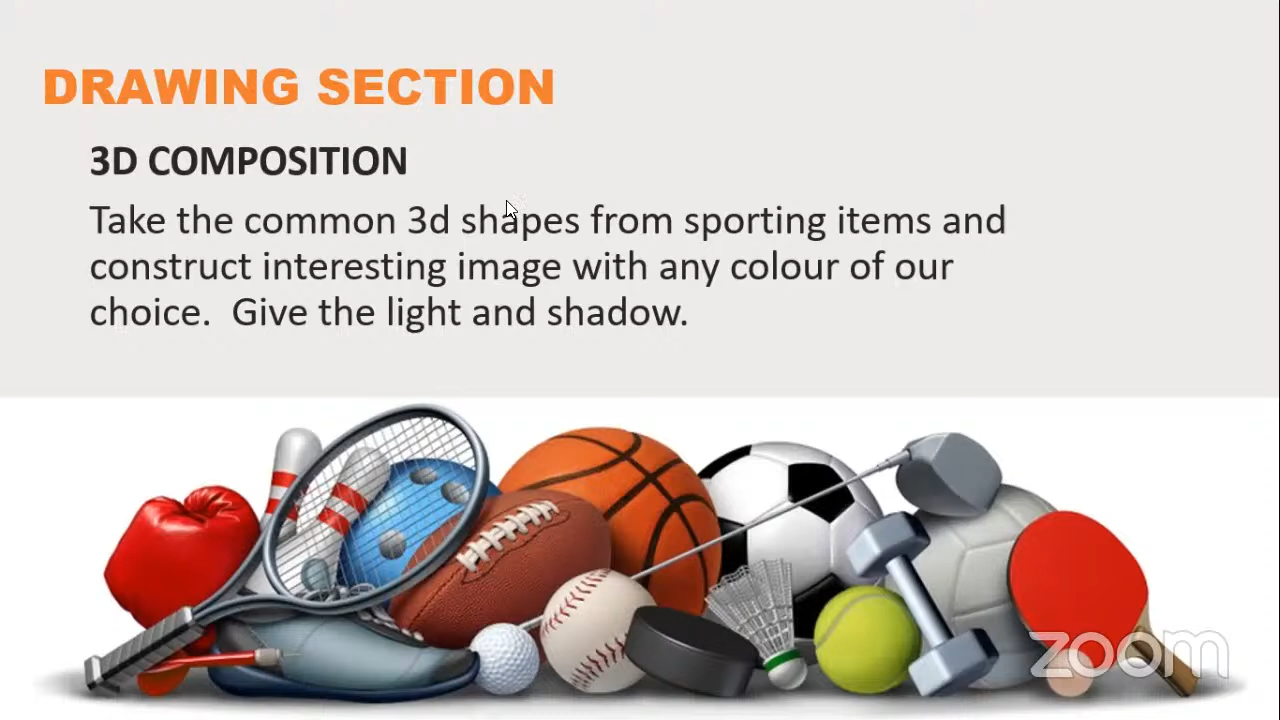 DRAWING SECTION
3D COMPOSITION
Take the common 3d shapes from sporting items and
construct interesting image with any colour of our
choice.  Give the light and shadow.
zoom